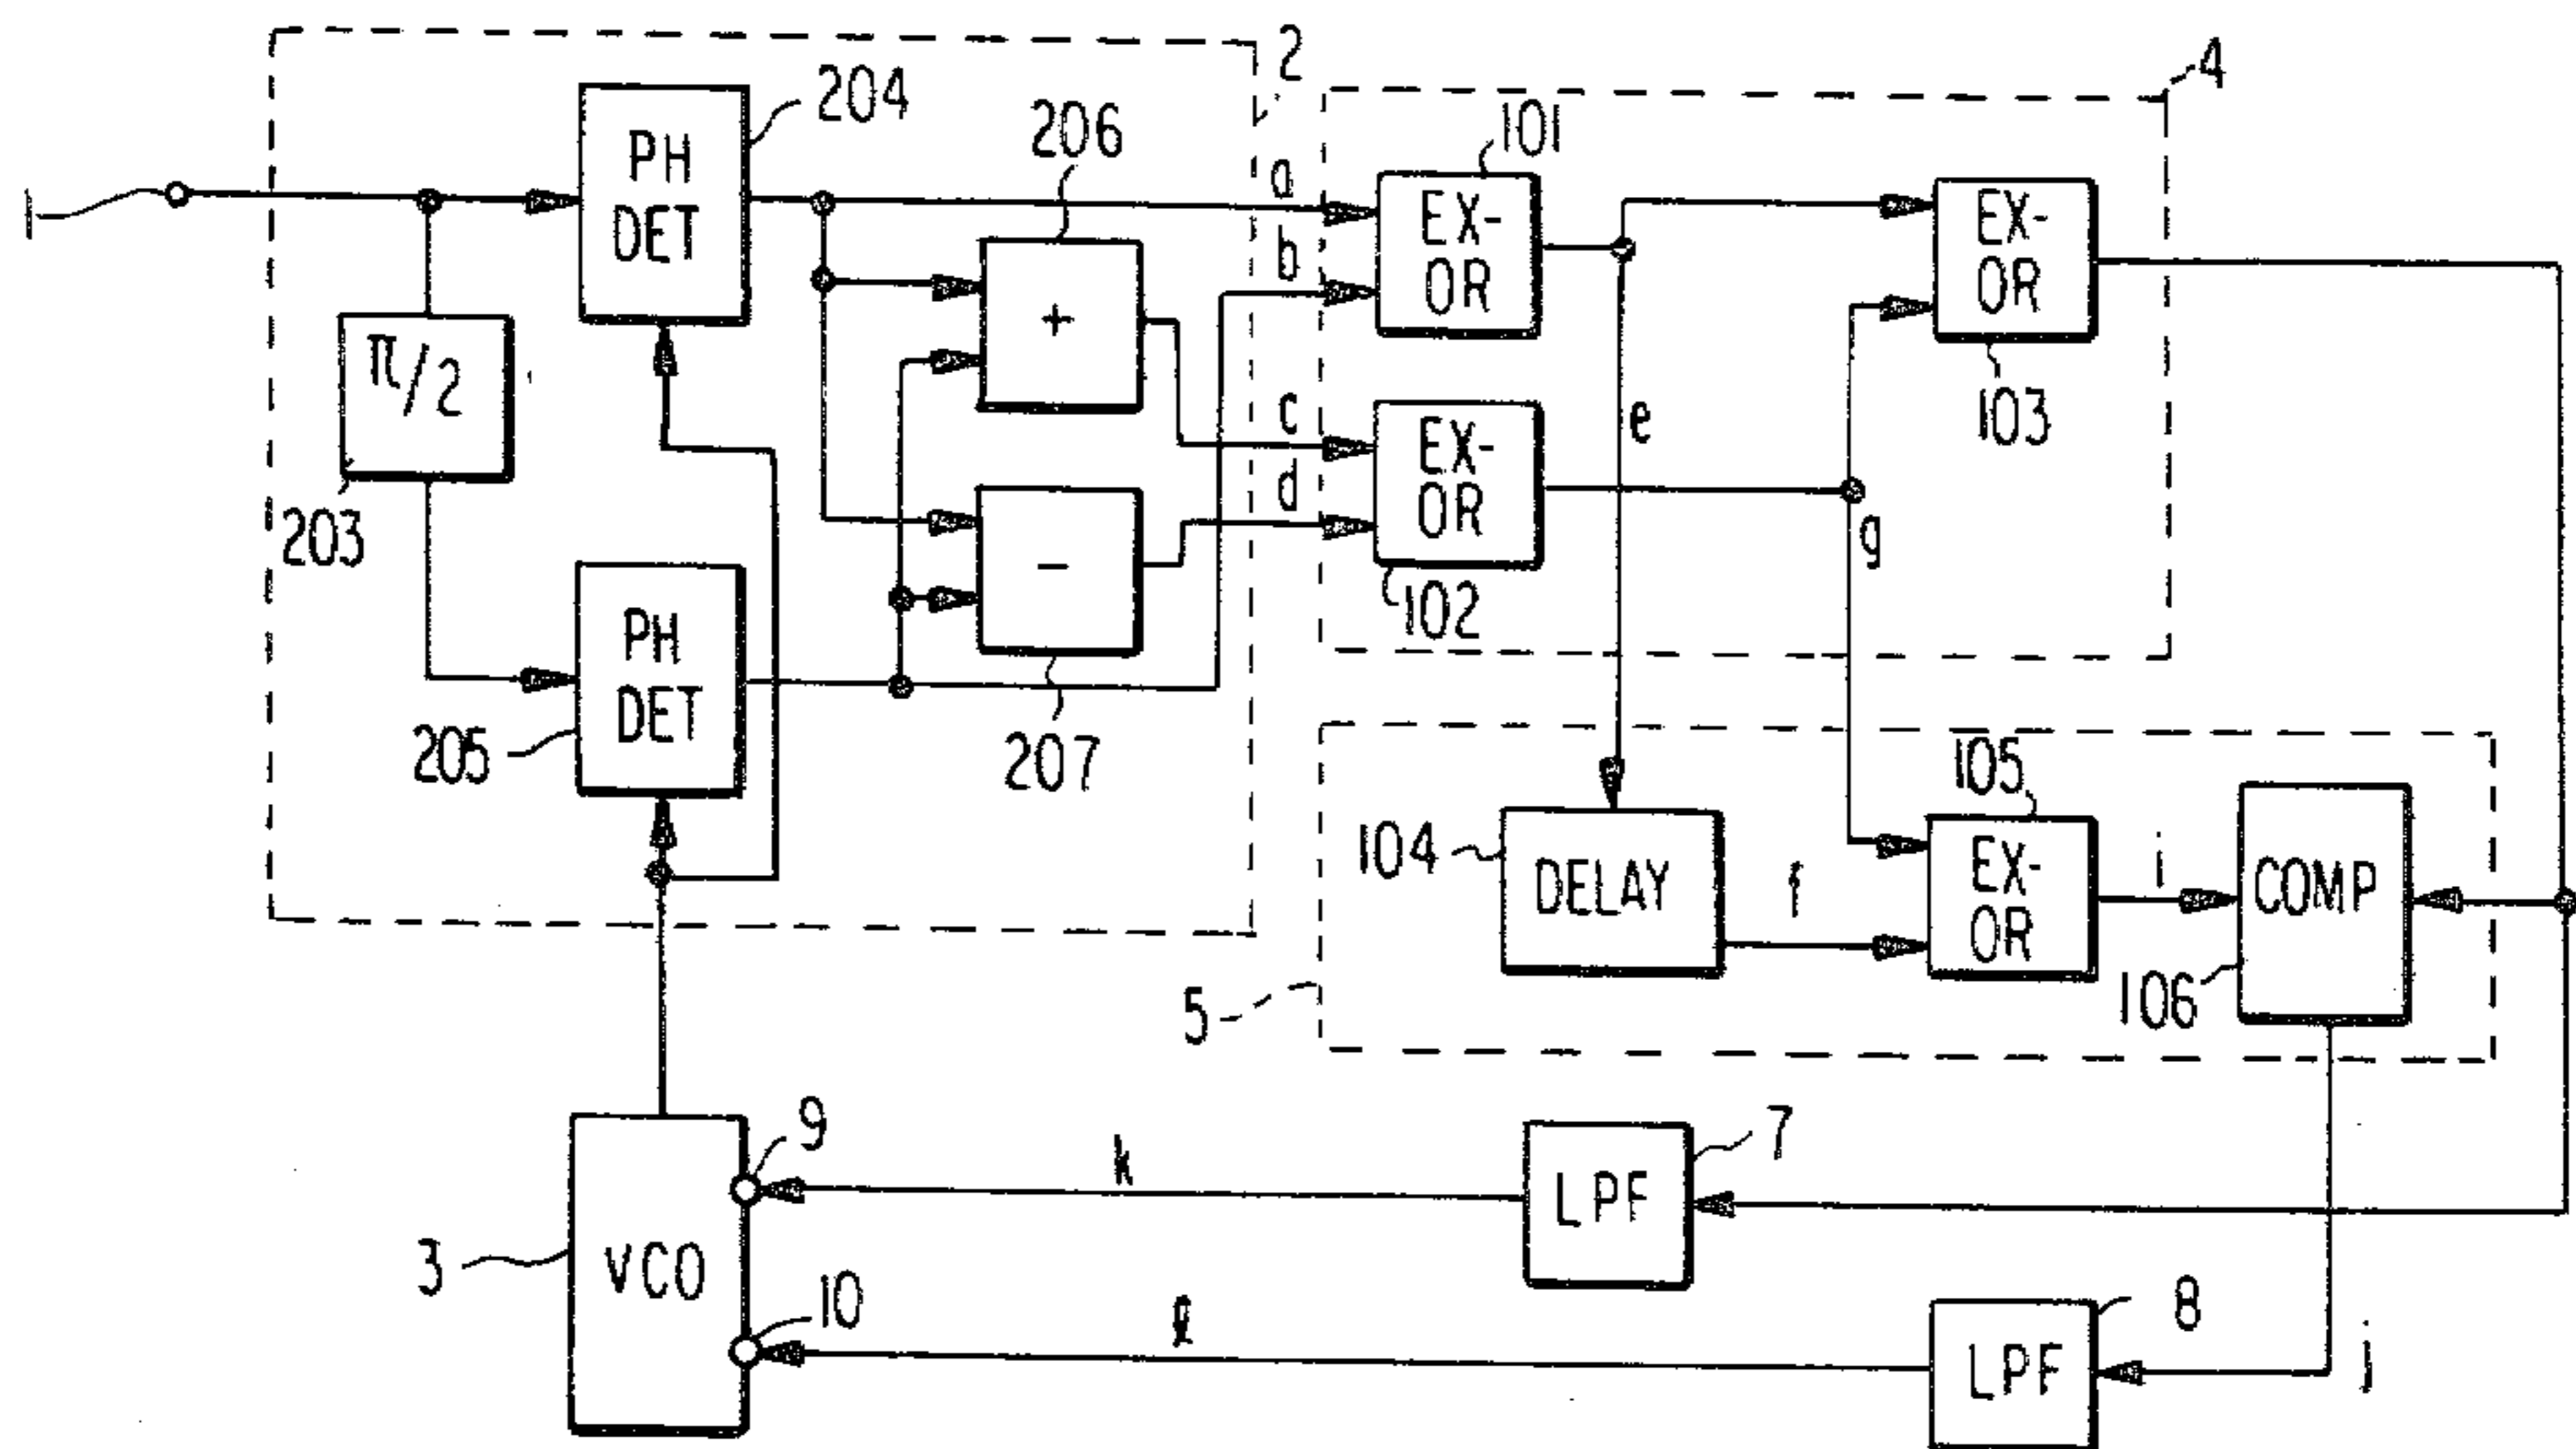 1
2
4
204
PH
DET
206
+
a
b
c
d
101
EX-
OR
EX-
OR
103
π/2
203
EX-
OR
102
e
g
-
207
PH
DET
205
104
DELAY
f
105
EX-
OR
i
COMP
106
5
3
VCO
9
10
k
LPF
7
ℓ
LPF
8
j